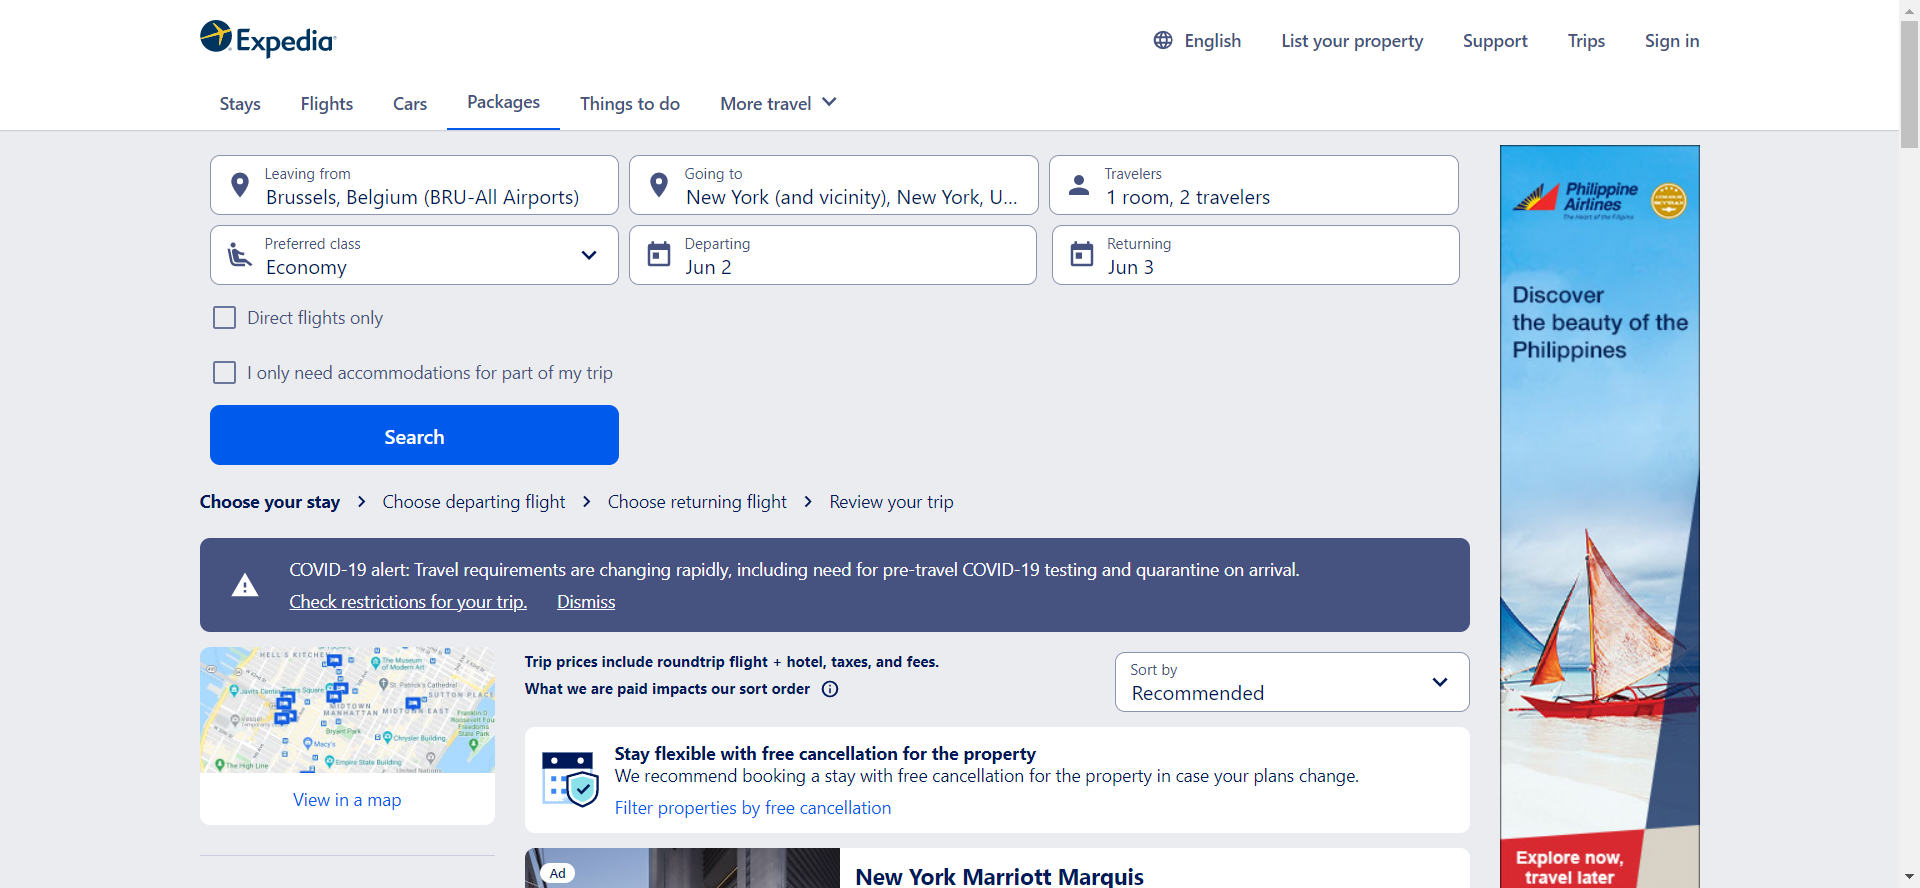 Expedia
English
List your property
Support
Trips
Sign in
Stays
Flights
Cars
Packages
Things to do
More travel
Leaving from
Brussels, Belgium (BRU-All Airports)
Going to
New York (and vicinity), New York, U...
Travelers
1 room, 2 travelers
Preferred class
Economy
Departing
Jun 2
Returning
Jun 3
Direct flights only
I only need accommodations for part of my trip
Search
Choose your stay
Choose departing flight
Choose returning flight
Review your trip
COVID-19 alert: Travel requirements are changing rapidly, including need for pre-travel COVID-19 testing and quarantine on arrival.
Check restrictions for your trip.
Dismiss
HELL'S KITCHEN
The Museum
of Modern Art
St. Patrick's Cathedral
Javits Center
Times Square
SUTTON PLACE
MIDTOWN
MANHATTAN
MIDTOWN EAST
Vessel
Bryant Park
Franklin D
Roosevelt Fou
Freedoms
State Park
Macy's
Chrysler Building
The High Line
Empire State Building
United Nations
View in a map
Trip prices include roundtrip flight + hotel, taxes, and fees.
What we are paid impacts our sort order
Sort by
Recommended
Stay flexible with free cancellation for the property
We recommend booking a stay with free cancellation for the property in case your plans change.
Filter properties by free cancellation
Ad
New York Marriott Marquis
Philippine
Airlines
The Heart of the Filipino
Discover
the beauty of the
Philippines
Explore now,
travel later